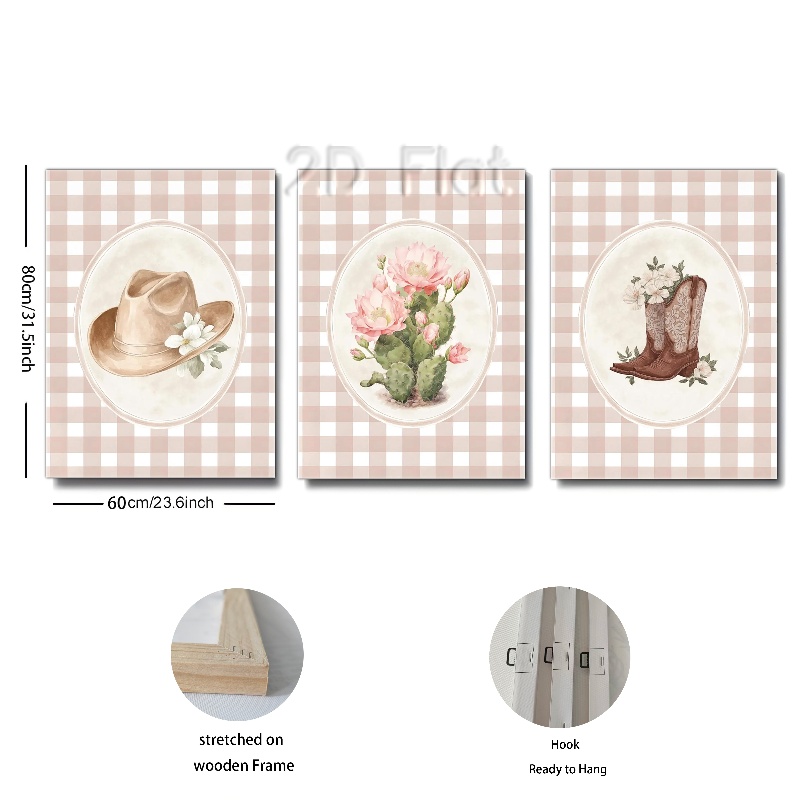 2D Flat
80cm/31.5inch
60cm/23.6inch
stretched on
wooden Frame
Hook
Ready to Hang